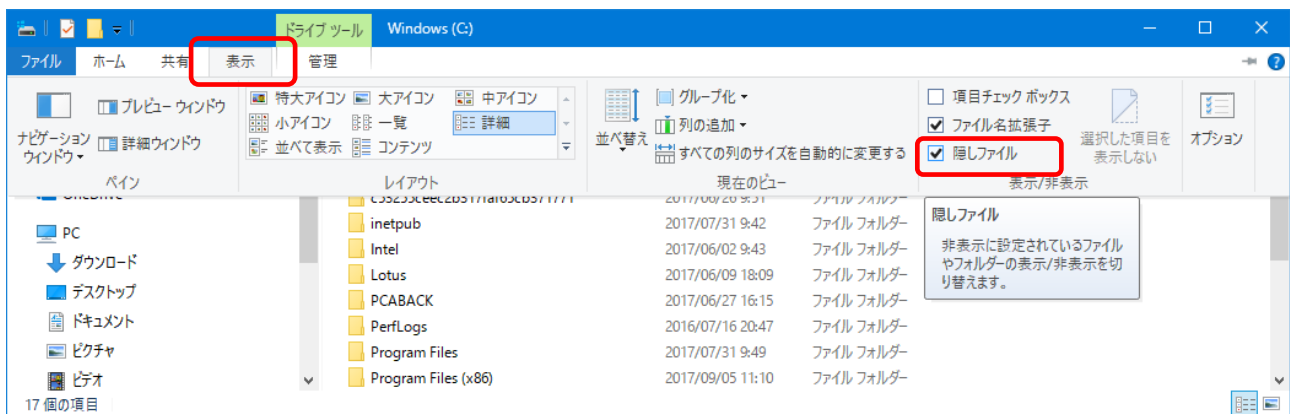 ドライブ ツール Windows (C:)
ファイル ホーム 共有 表示 管理
ナビゲーション
ウィンドウ
プレビュー ウィンドウ
詳細ウィンドウ
ペイン
特大アイコン 大アイコン 中アイコン
小アイコン 一覧 詳細
並べて表示 コンテンツ
レイアウト
並べ替え
グループ化
列の追加
すべての列のサイズを自動的に変更する
現在のビュー
項目チェック ボックス
ファイル名拡張子
隠しファイル
選択した項目を
表示しない
表示/非表示
オプション
PC
ダウンロード
デスクトップ
ドキュメント
ピクチャ
ビデオ
inetpub 2017/07/31 9:42 ファイル フォルダー
Intel 2017/06/02 9:43 ファイル フォルダー
Lotus 2017/06/09 18:09 ファイル フォルダー
PCABACK 2017/06/27 16:15 ファイル フォルダー
PerfLogs 2016/07/16 20:47 ファイル フォルダー
Program Files 2017/07/31 9:49 ファイル フォルダー
Program Files (x86) 2017/09/05 11:10 ファイル フォルダー
隠しファイル
非表示に設定されているファイル
やフォルダーの表示/非表示を切
り替えます。
17 個の項目